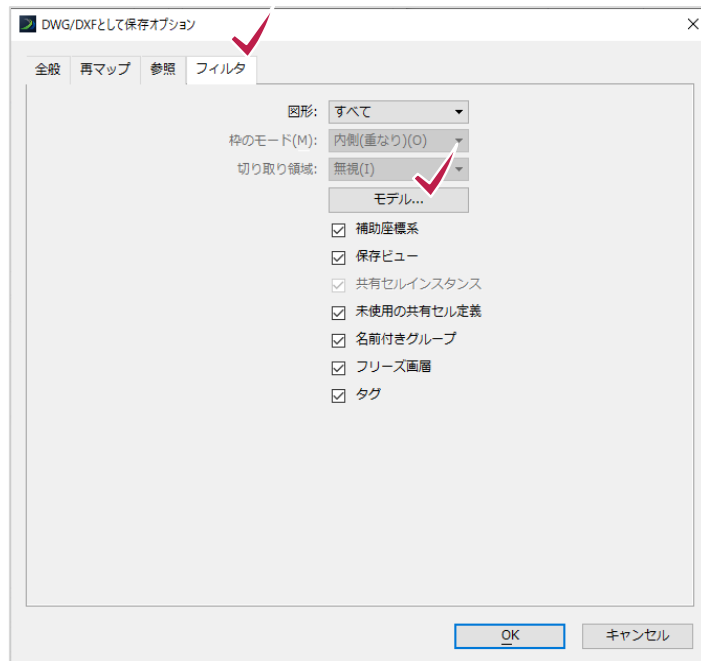 DWG/DXFとして保存オプション
全般 再マップ 参照 フィルタ
図形: すべて
枠のモード(M): 内側(重なり)(O)
切り取り領域: 無視(I)
モデル...
補助座標系
保存ビュー
共有セルインスタンス
未使用の共有セル定義
名前付きグループ
フリーズ画層
タグ
OK キャンセル